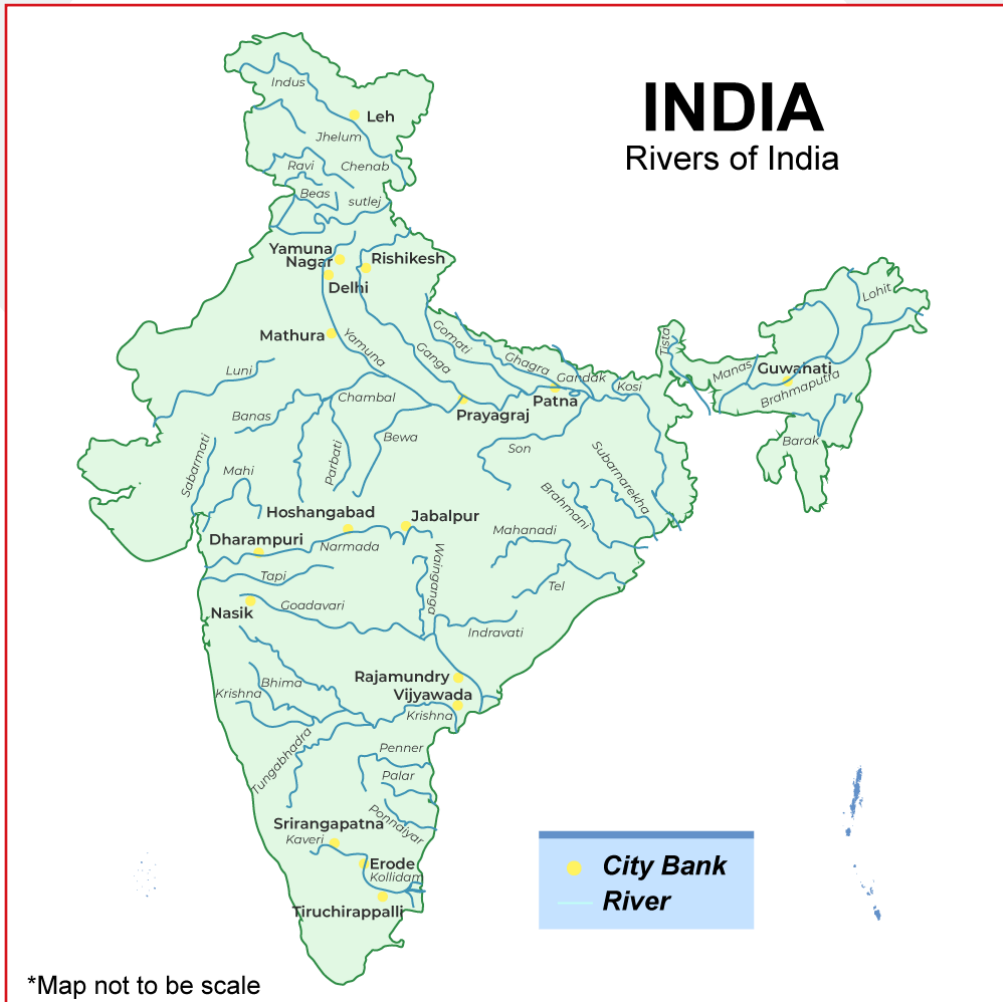 INDIA
Rivers of India
Indus
Leh
Jhelum
Ravi
Chenab
Beas
sutlej
Yamuna
Nagar
Rishikesh
Delhi
Mathura
Yamuna
Ganga
Gomati
Ghagra
Gandak
Kosi
Tista
Manas
Lohit
Guwanati
Brahmaputra
Barak
Luni
Chambal
Banas
Prayagraj
Patna
Bewa
Parbati
Son
Sabarmati
Mahi
Subarnarekha
Brahmani
Hoshangabad
Jabalpur
Mahanadi
Dharampuri
Narmada
Wainganga
Tapi
Tel
Nasik
Goadavari
Indravati
Rajamundry
Bhima
Vijyawada
Krishna
Krishna
Tungabhadra
Penner
Palar
Ponnaiyar
Srirangapatna
Kaveri
Erode
Kollidam
Tiruchirappalli
City Bank
River
*Map not to be scale